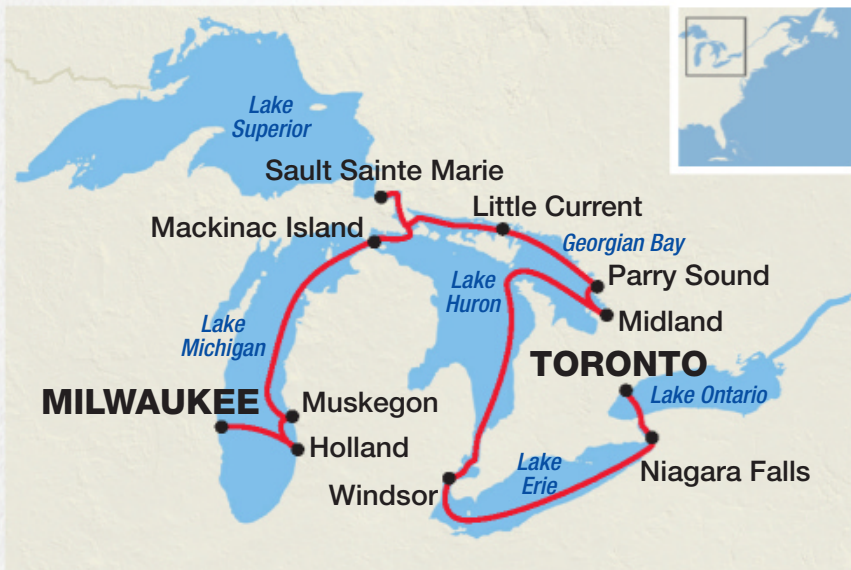 Lake
Superior
Sault Sainte Marie
Little Current
Mackinac Island
Georgian Bay
Lake
Huron
Parry Sound
Midland
Lake
Michigan
TORONTO
Lake Ontario
MILWAUKEE
Muskegon
Holland
Lake
Erie
Niagara Falls
Windsor